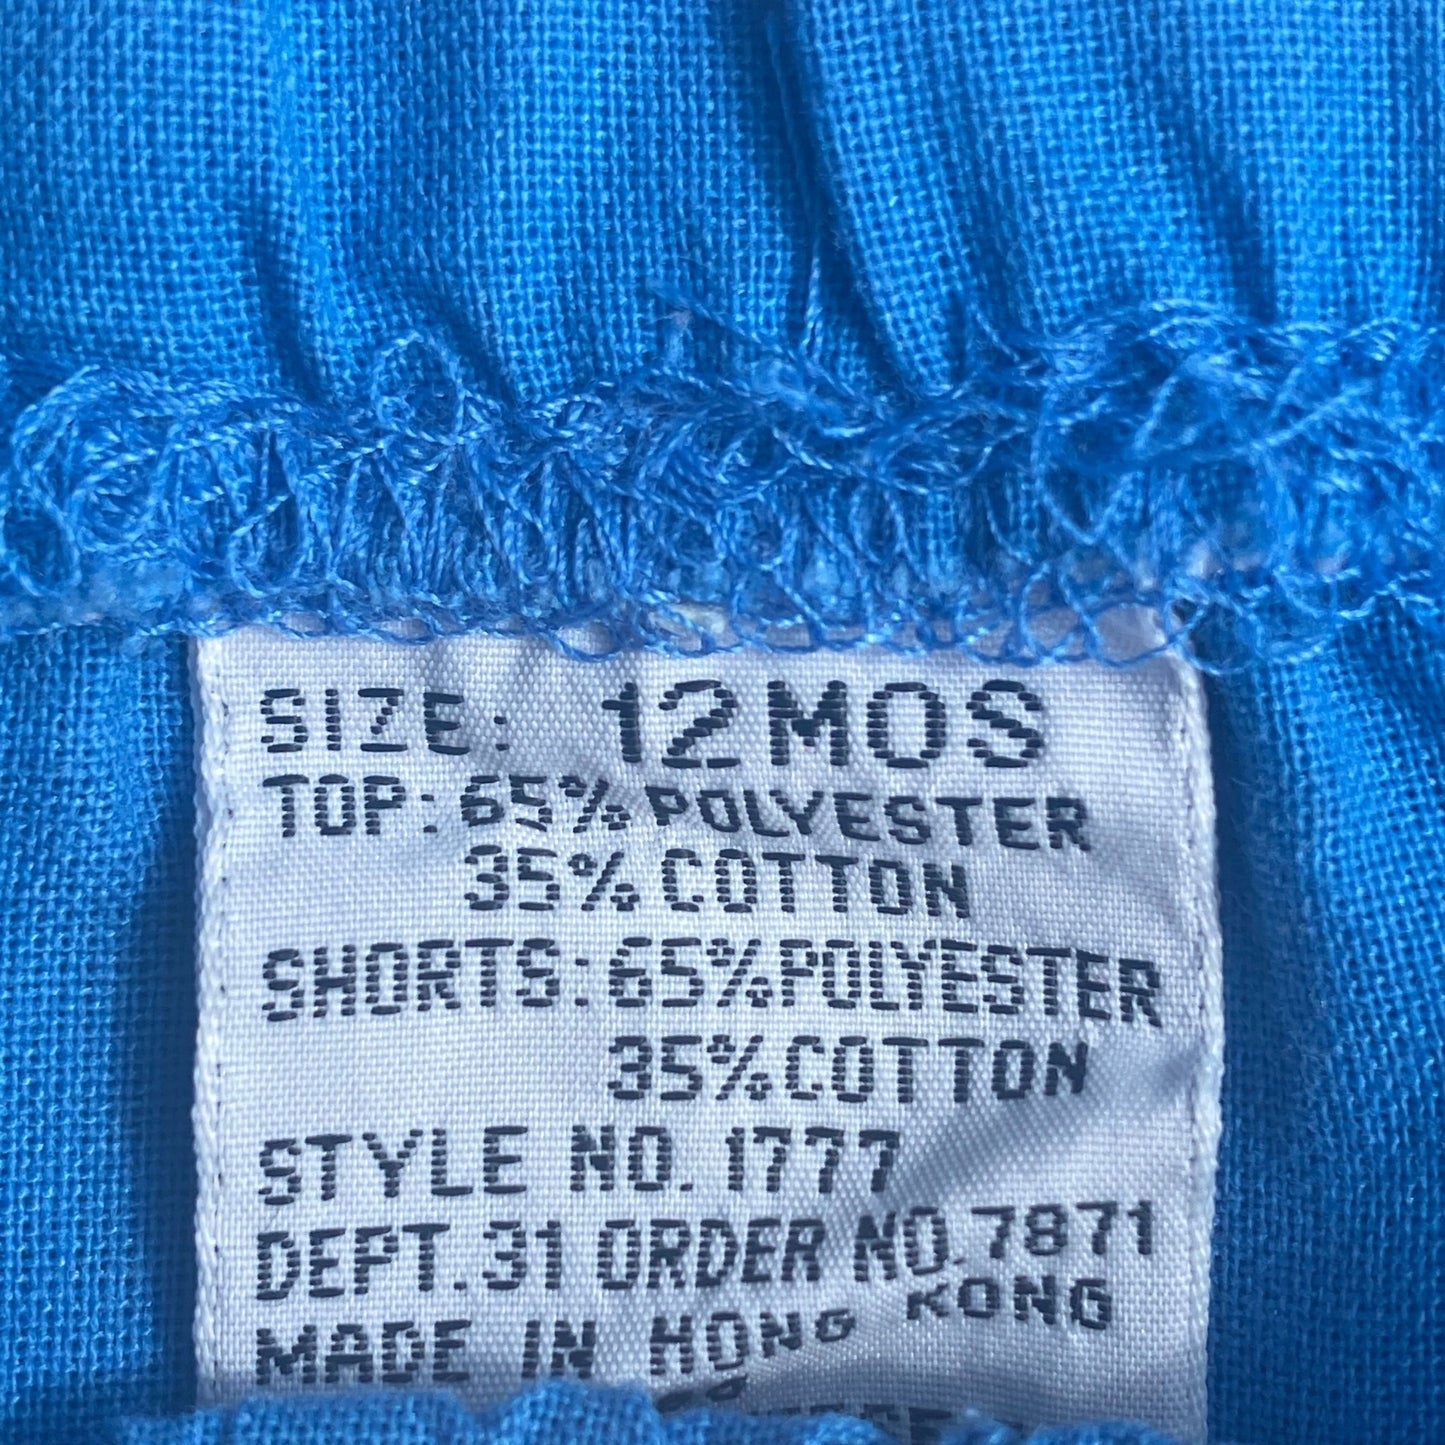 SIZE: 12MOS
TOP: 65% POLYESTER
35% COTTON
SHORTS: 65% POLYESTER
35% COTTON
STYLE NO. 1777
DEPT. 31 ORDER NO. 7871
MADE IN HONG KONG